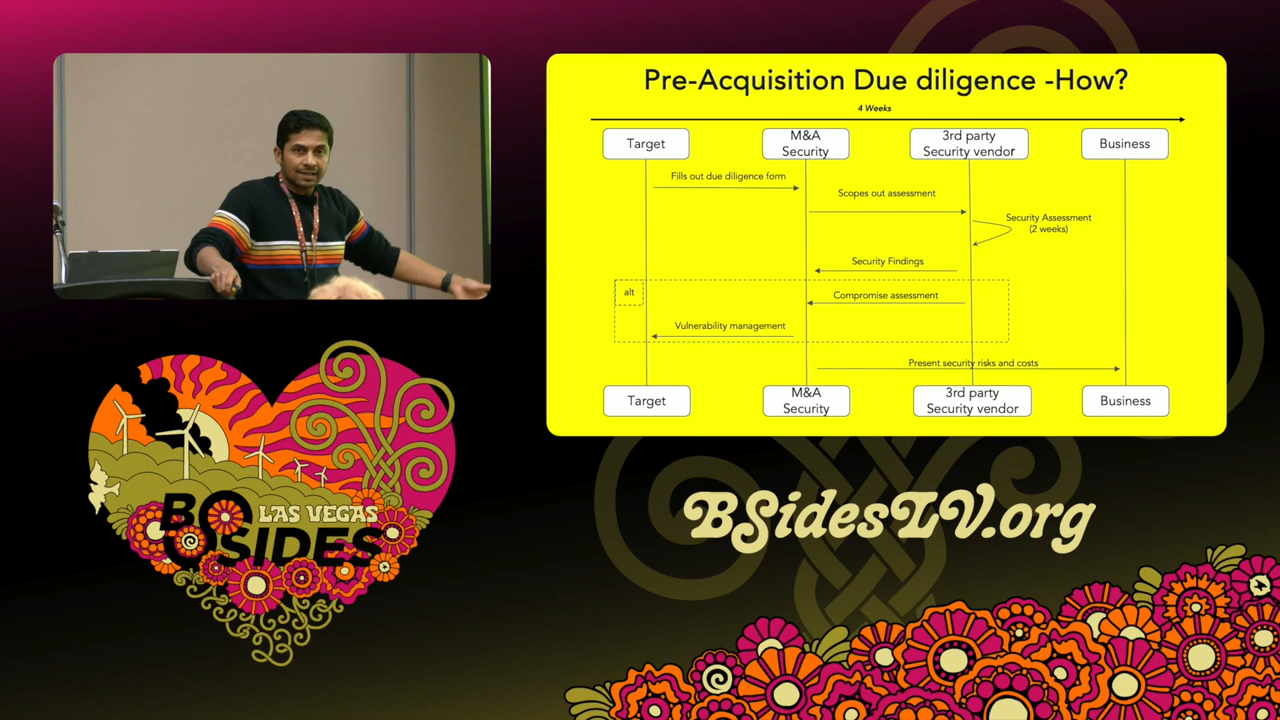 Pre-Acquisition Due diligence -How?
4 Weeks
Target
M&A
Security
3rd party
Security vendor
Business
Fills out due diligence form
Scopes out assessment
Security Assessment
(2 weeks)
Security Findings
alt
Compromise assessment
Vulnerability management
Present security risks and costs
Target
M&A
Security
3rd party
Security vendor
Business
LAS VEGAS
BSIDES
BSidesLV.org